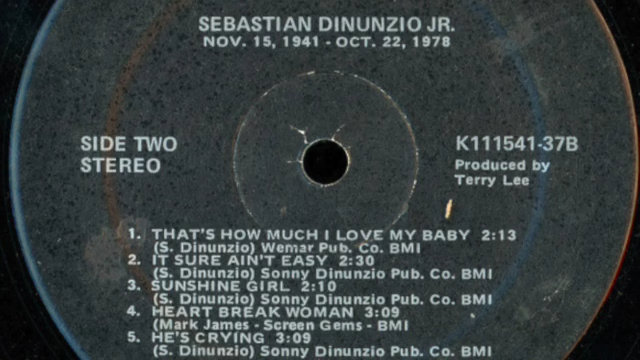 SEBASTIAN DINUNZIO JR.
NOV. 15, 1941 - OCT. 22, 1978
SIDE TWO
STEREO
K111541-37B
Produced by
Terry Lee
1. THAT'S HOW MUCH I LOVE MY BABY 2:13
(S. Dinunzio) Wemar Pub. Co. BMI
2. IT SURE AIN'T EASY 2:30
(S. Dinunzio) Sonny Dinunzio Pub. Co. BMI
3. SUNSHINE GIRL 2:10
(S. Dinunzio) Sonny Dinunzio Pub. Co. BMI
4. HEART BREAK WOMAN 3:09
(Mark James - Screen Gems - BMI
5. HE'S CRYING 3:09
(S. Dinunzio) Sonny Dinunzio Pub. Co. BMI